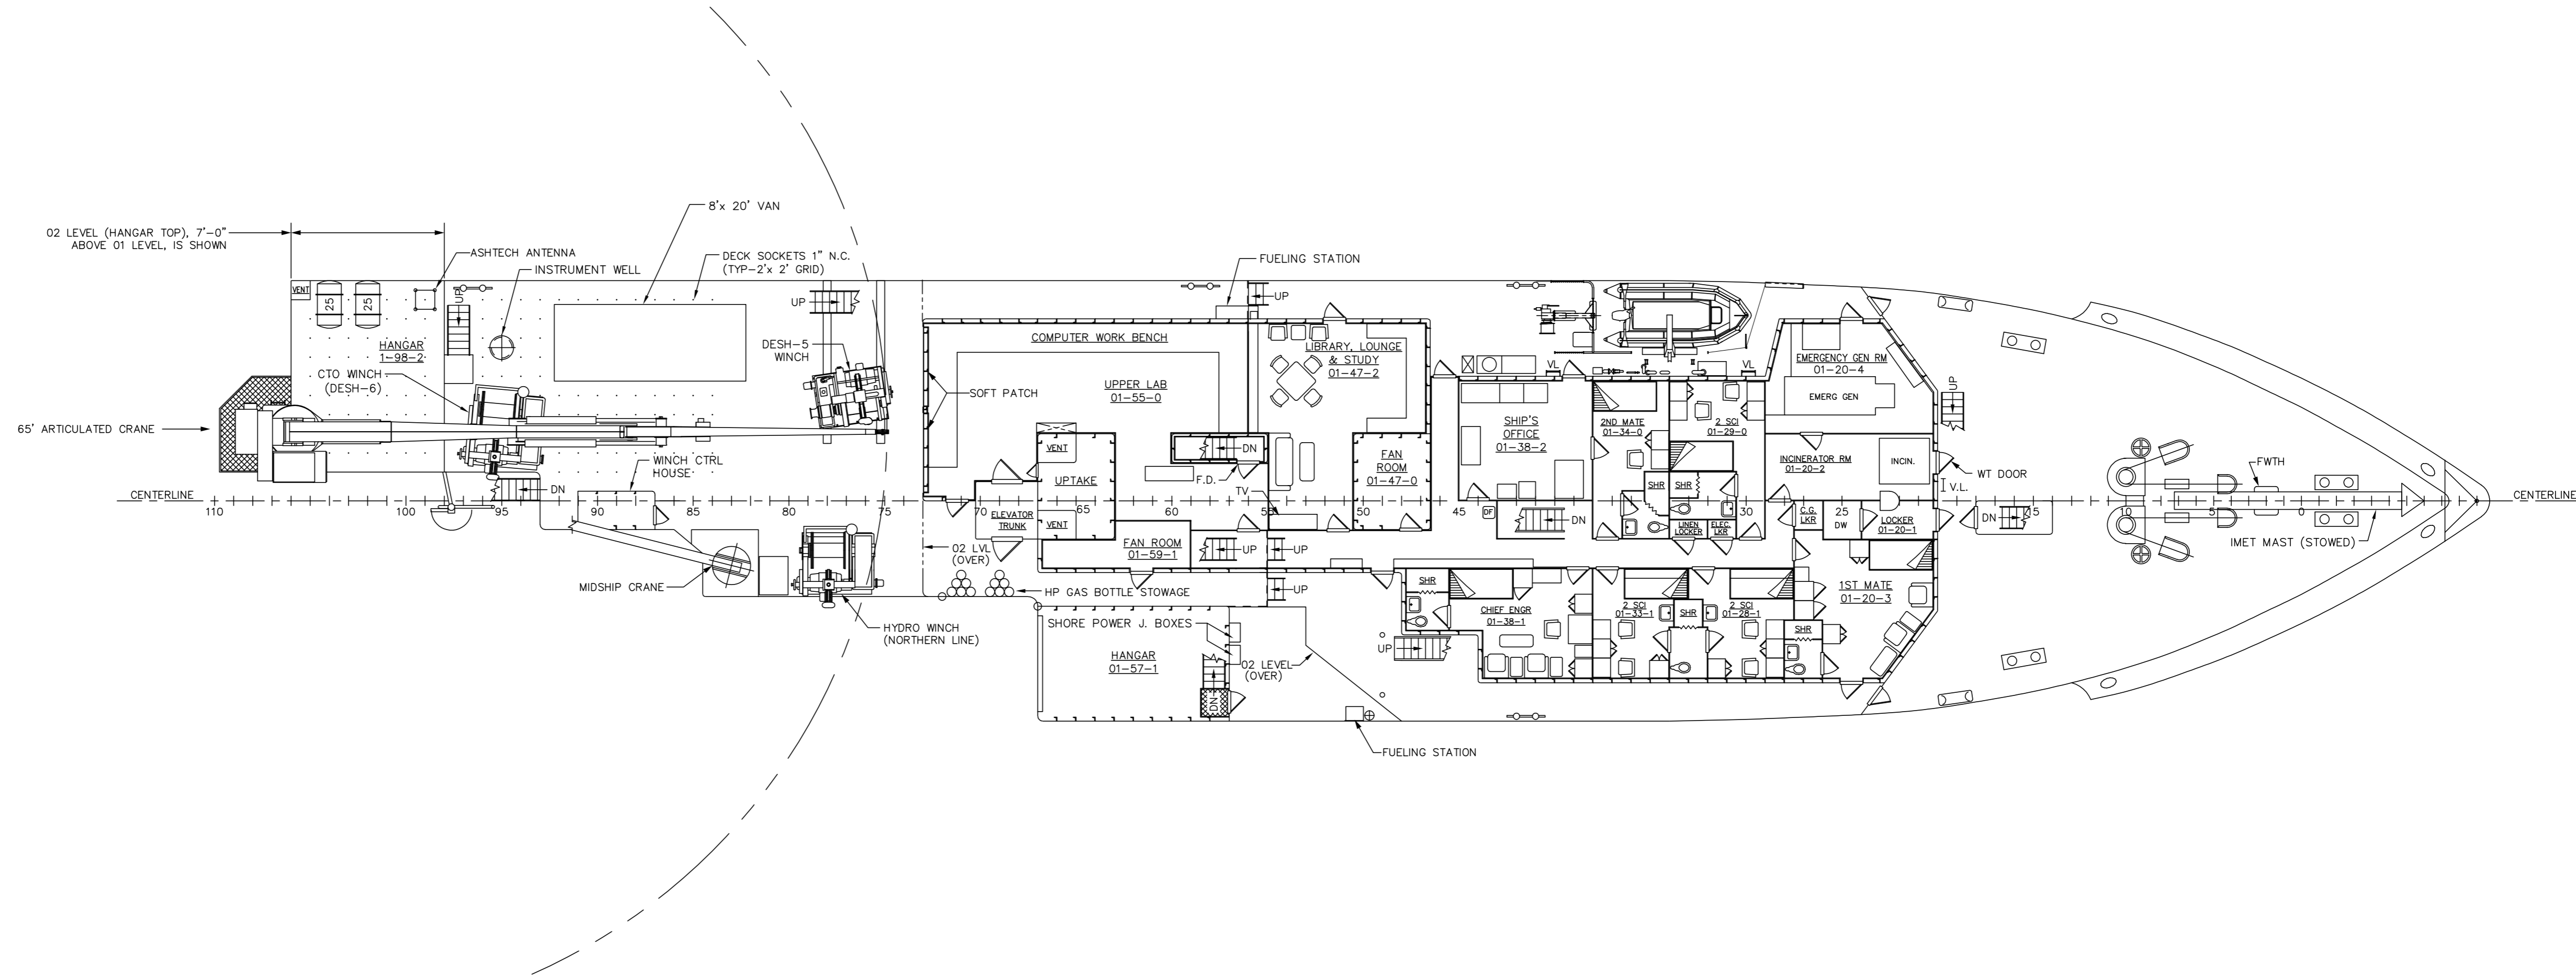 8'x 20' VAN
02 LEVEL (HANGAR TOP), 7'-0"
ABOVE 01 LEVEL, IS SHOWN
ASHTECH ANTENNA
INSTRUMENT WELL
DECK SOCKETS 1" N.C.
(TYP-2'x 2' GRID)
FUELING STATION
VENT
25
25
UP
UP
UP
HANGAR
1-98-2
CTO WINCH
(DESH-6)
DESH-5
WINCH
65' ARTICULATED CRANE
WINCH CTRL
HOUSE
DN
COMPUTER WORK BENCH
UPPER LAB
01-55-0
SOFT PATCH
LIBRARY, LOUNGE
& STUDY
01-47-2
VENT
UPTAKE
VENT
DN
F.D.
TV
FAN
ROOM
01-47-0
SHIP'S
OFFICE
01-38-2
VL
VL
2ND MATE
01-34-0
2 SCI
01-29-0
EMERGENCY GEN RM
01-20-4
EMERG GEN
UP
INCINERATOR RM
01-20-2
INCIN.
WT DOOR
V.L.
FWTH
SHR
SHR
CENTERLINE
CENTERLINE
110
100
95
90
85
80
75
70
65
60
55
50
45
30
25
15
10
5
0
ELEVATOR
TRUNK
DF
DN
LINEN
LOCKER
ELEC.
LKR
C.G.
LKR
DW
LOCKER
01-20-1
DN
IMET MAST (STOWED)
02 LVL
(OVER)
FAN ROOM
01-59-1
UP
UP
UP
MIDSHIP CRANE
HP GAS BOTTLE STOWAGE
HYDRO WINCH
(NORTHERN LINE)
SHORE POWER J. BOXES
HANGAR
01-57-1
DN
02 LEVEL
(OVER)
SHR
UP
CHIEF ENGR
01-38-1
2 SCI
01-33-1
SHR
2 SCI
01-28-1
SHR
1ST MATE
01-20-3
FUELING STATION